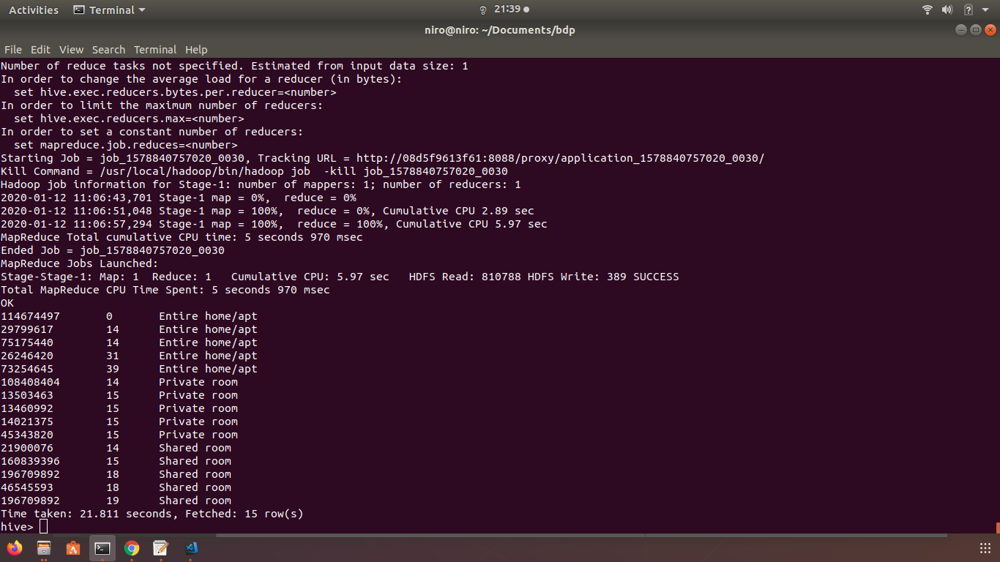 Activities Terminal 21:39
niro@niro: ~/Documents/bdp
File Edit View Search Terminal Help
Number of reduce tasks not specified. Estimated from input data size: 1
In order to change the average load for a reducer (in bytes):
  set hive.exec.reducers.bytes.per.reducer=<number>
In order to limit the maximum number of reducers:
  set hive.exec.reducers.max=<number>
In order to set a constant number of reducers:
  set mapreduce.job.reduces=<number>
Starting Job = job_1578840757020_0030, Tracking URL = http://08d5f9613f61:8088/proxy/application_1578840757020_0030/
Kill Command = /usr/local/hadoop/bin/hadoop job  -kill job_1578840757020_0030
Hadoop job information for Stage-1: number of mappers: 1; number of reducers: 1
2020-01-12 11:06:43,701 Stage-1 map = 0%,  reduce = 0%
2020-01-12 11:06:51,048 Stage-1 map = 100%,  reduce = 0%, Cumulative CPU 2.89 sec
2020-01-12 11:06:57,294 Stage-1 map = 100%,  reduce = 100%, Cumulative CPU 5.97 sec
MapReduce Total cumulative CPU time: 5 seconds 970 msec
Ended Job = job_1578840757020_0030
MapReduce Jobs Launched:
Stage-Stage-1: Map: 1  Reduce: 1   Cumulative CPU: 5.97 sec   HDFS Read: 810788 HDFS Write: 389 SUCCESS
Total MapReduce CPU Time Spent: 5 seconds 970 msec
OK
114674497	0	Entire home/apt
29799617	14	Entire home/apt
75175440	14	Entire home/apt
26246420	31	Entire home/apt
73254645	39	Entire home/apt
108408404	14	Private room
13503463	15	Private room
13460992	15	Private room
14021375	15	Private room
45343820	15	Private room
21900076	14	Shared room
160839396	15	Shared room
196709892	18	Shared room
46545593	18	Shared room
196709892	19	Shared room
Time taken: 21.811 seconds, Fetched: 15 row(s)
hive>